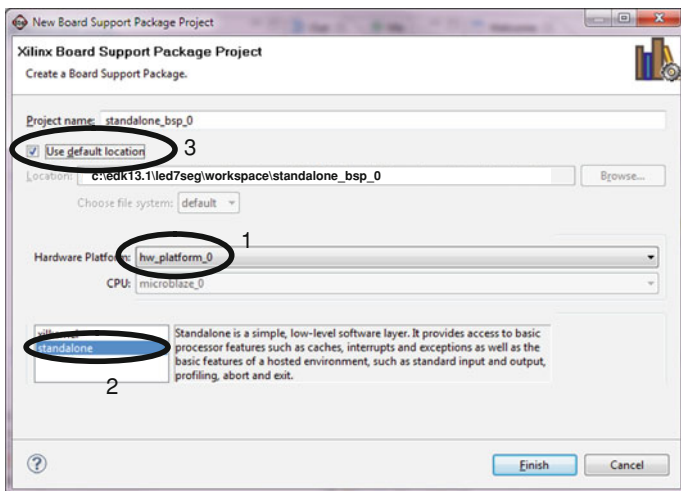 New Board Support Package Project
Xilinx Board Support Package Project
Create a Board Support Package.
Project name: standalone_bsp_0
Use default location 3
Location: c:\edk13.1\led7seg\workspace\standalone_bsp_0 Browse...
Choose file system: default
1
Hardware Platform: hw_platform_0
CPU: microblaze_0
standalone
2
Standalone is a simple, low-level software layer. It provides access to basic
processor features such as caches, interrupts and exceptions as well as the
basic features of a hosted environment, such as standard input and output,
profiling, abort and exit.
Finish Cancel